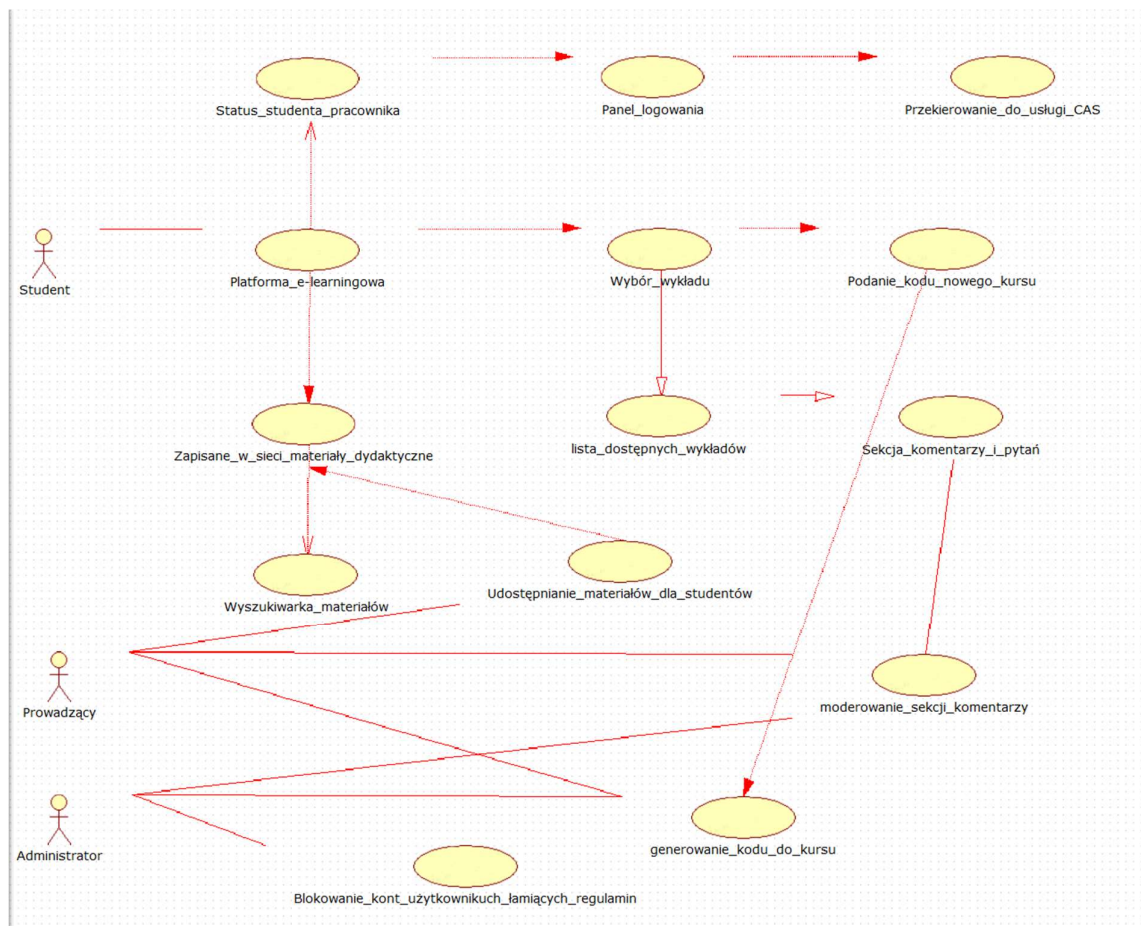 Status_studenta_pracownika
Panel_logowania
Przekierowanie_do_usługi_CAS
Student
Platforma_e-learningowa
Wybór_wykładu
Podanie_kodu_nowego_kursu
Zapisane_w_sieci_materiały_dydaktyczne
lista_dostępnych_wykładów
Sekcja_komentarzy_i_pytań
Wyszukiwarka_materiałów
Udostępnianie_materiałów_dla_studentów
Prowadzący
moderowanie_sekcji_komentarzy
Administrator
generowanie_kodu_do_kursu
Blokowanie_kont_użytkownikuch_łamiących_regulamin